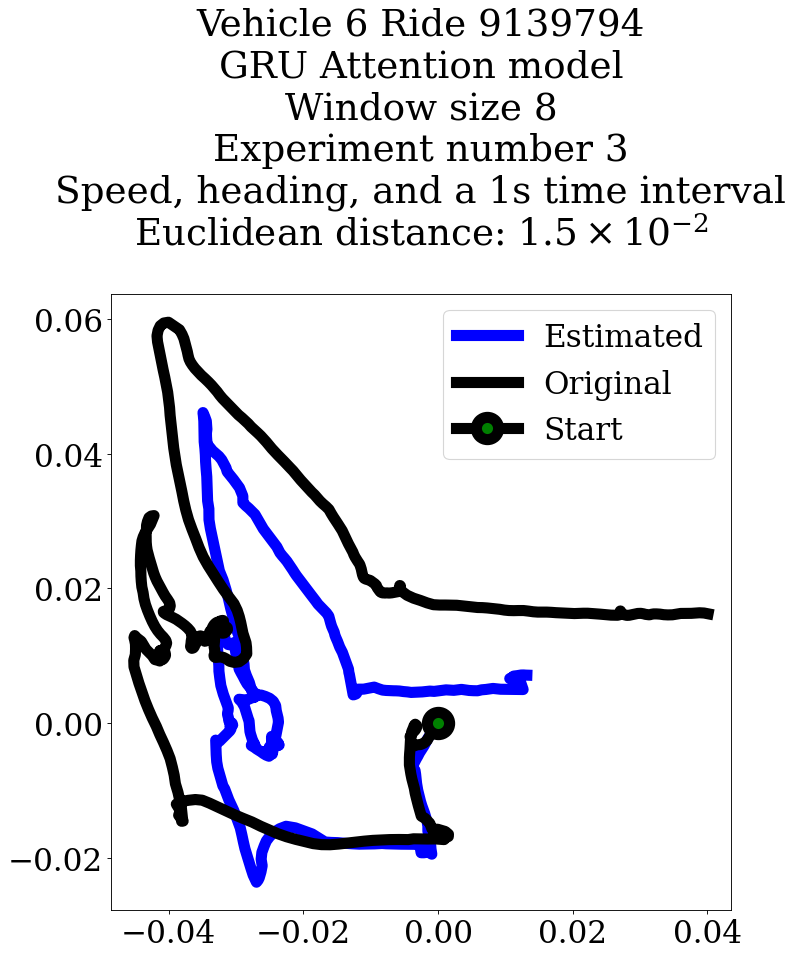 Vehicle 6 Ride 9139794
GRU Attention model
Window size 8
Experiment number 3
Speed, heading, and a 1s time interval
Euclidean distance: 1.5 × 10⁻²
Estimated
Original
Start
0.06
0.04
0.02
0.00
−0.02
−0.04
−0.02
0.00
0.02
0.04